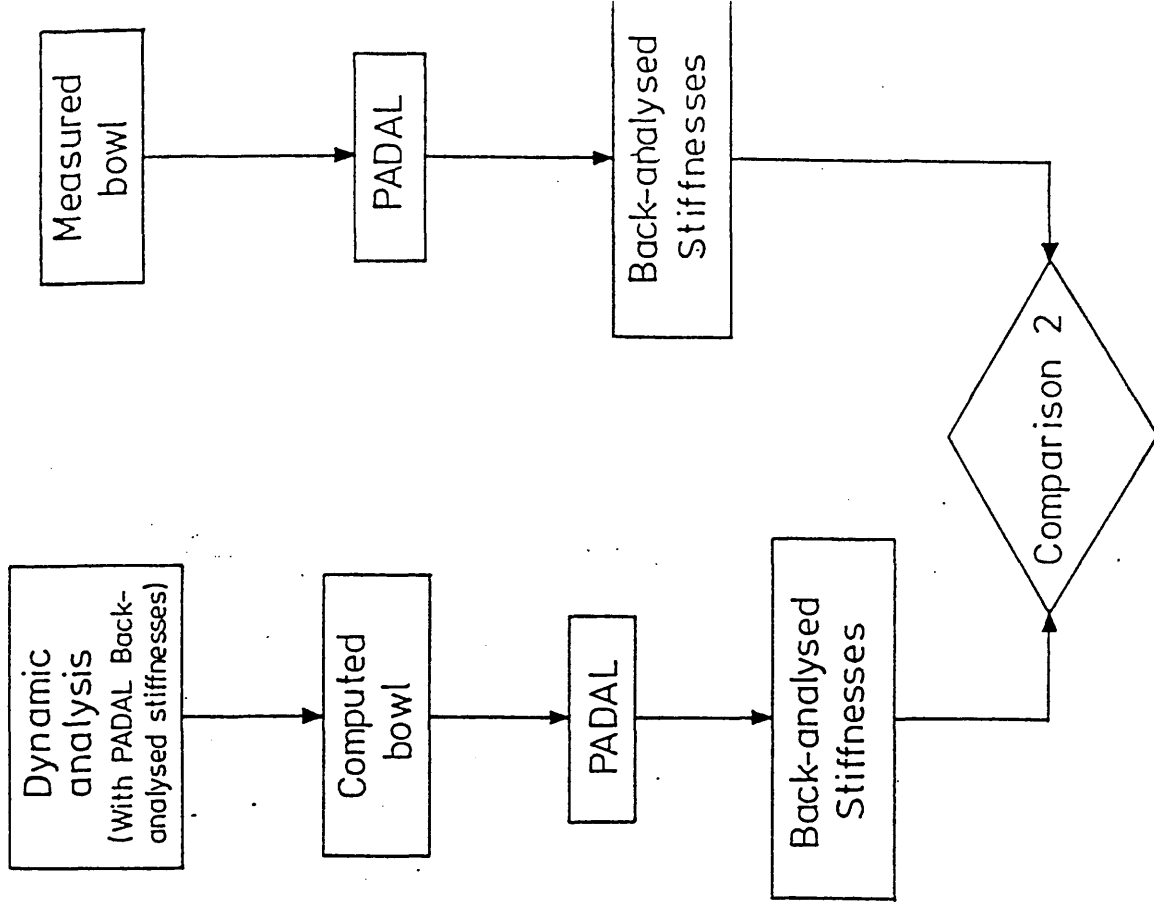 Dynamic
analysis
(With PADAL Back-
analysed stiffnesses)
Computed
bowl
PADAL
Back-analysed
Stiffnesses
Measured
bowl
PADAL
Back-analysed
Stiffnesses
Comparison 2